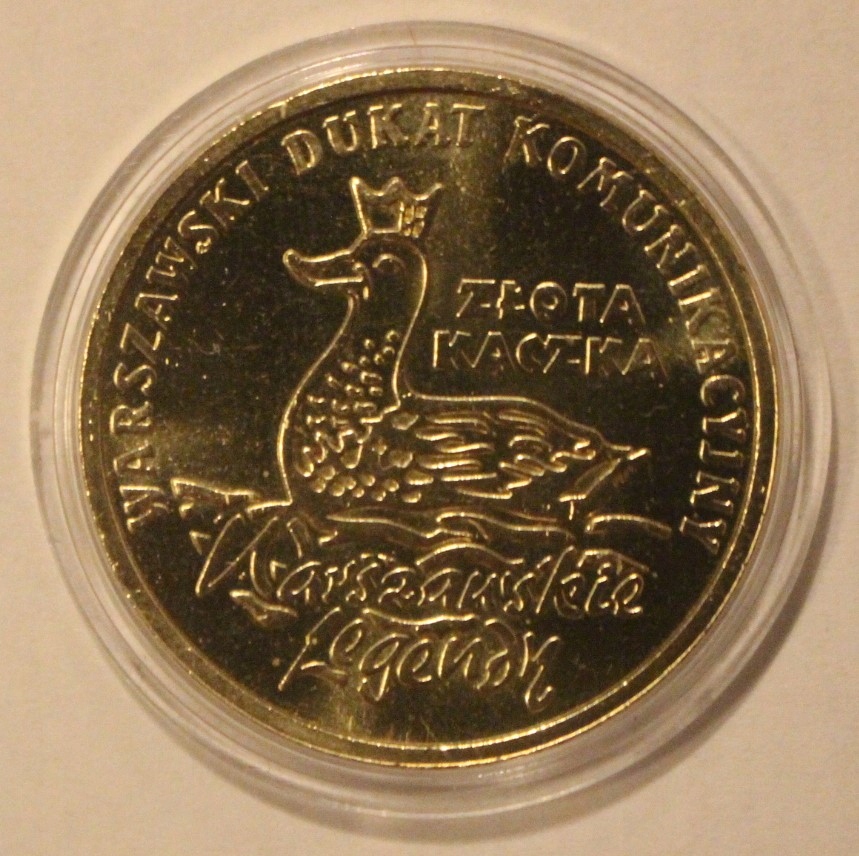 WARSZAWSKI DUKAT KOMUNIKACYJNY
ZŁOTA
KACZKA
Warszawskie
Legendy